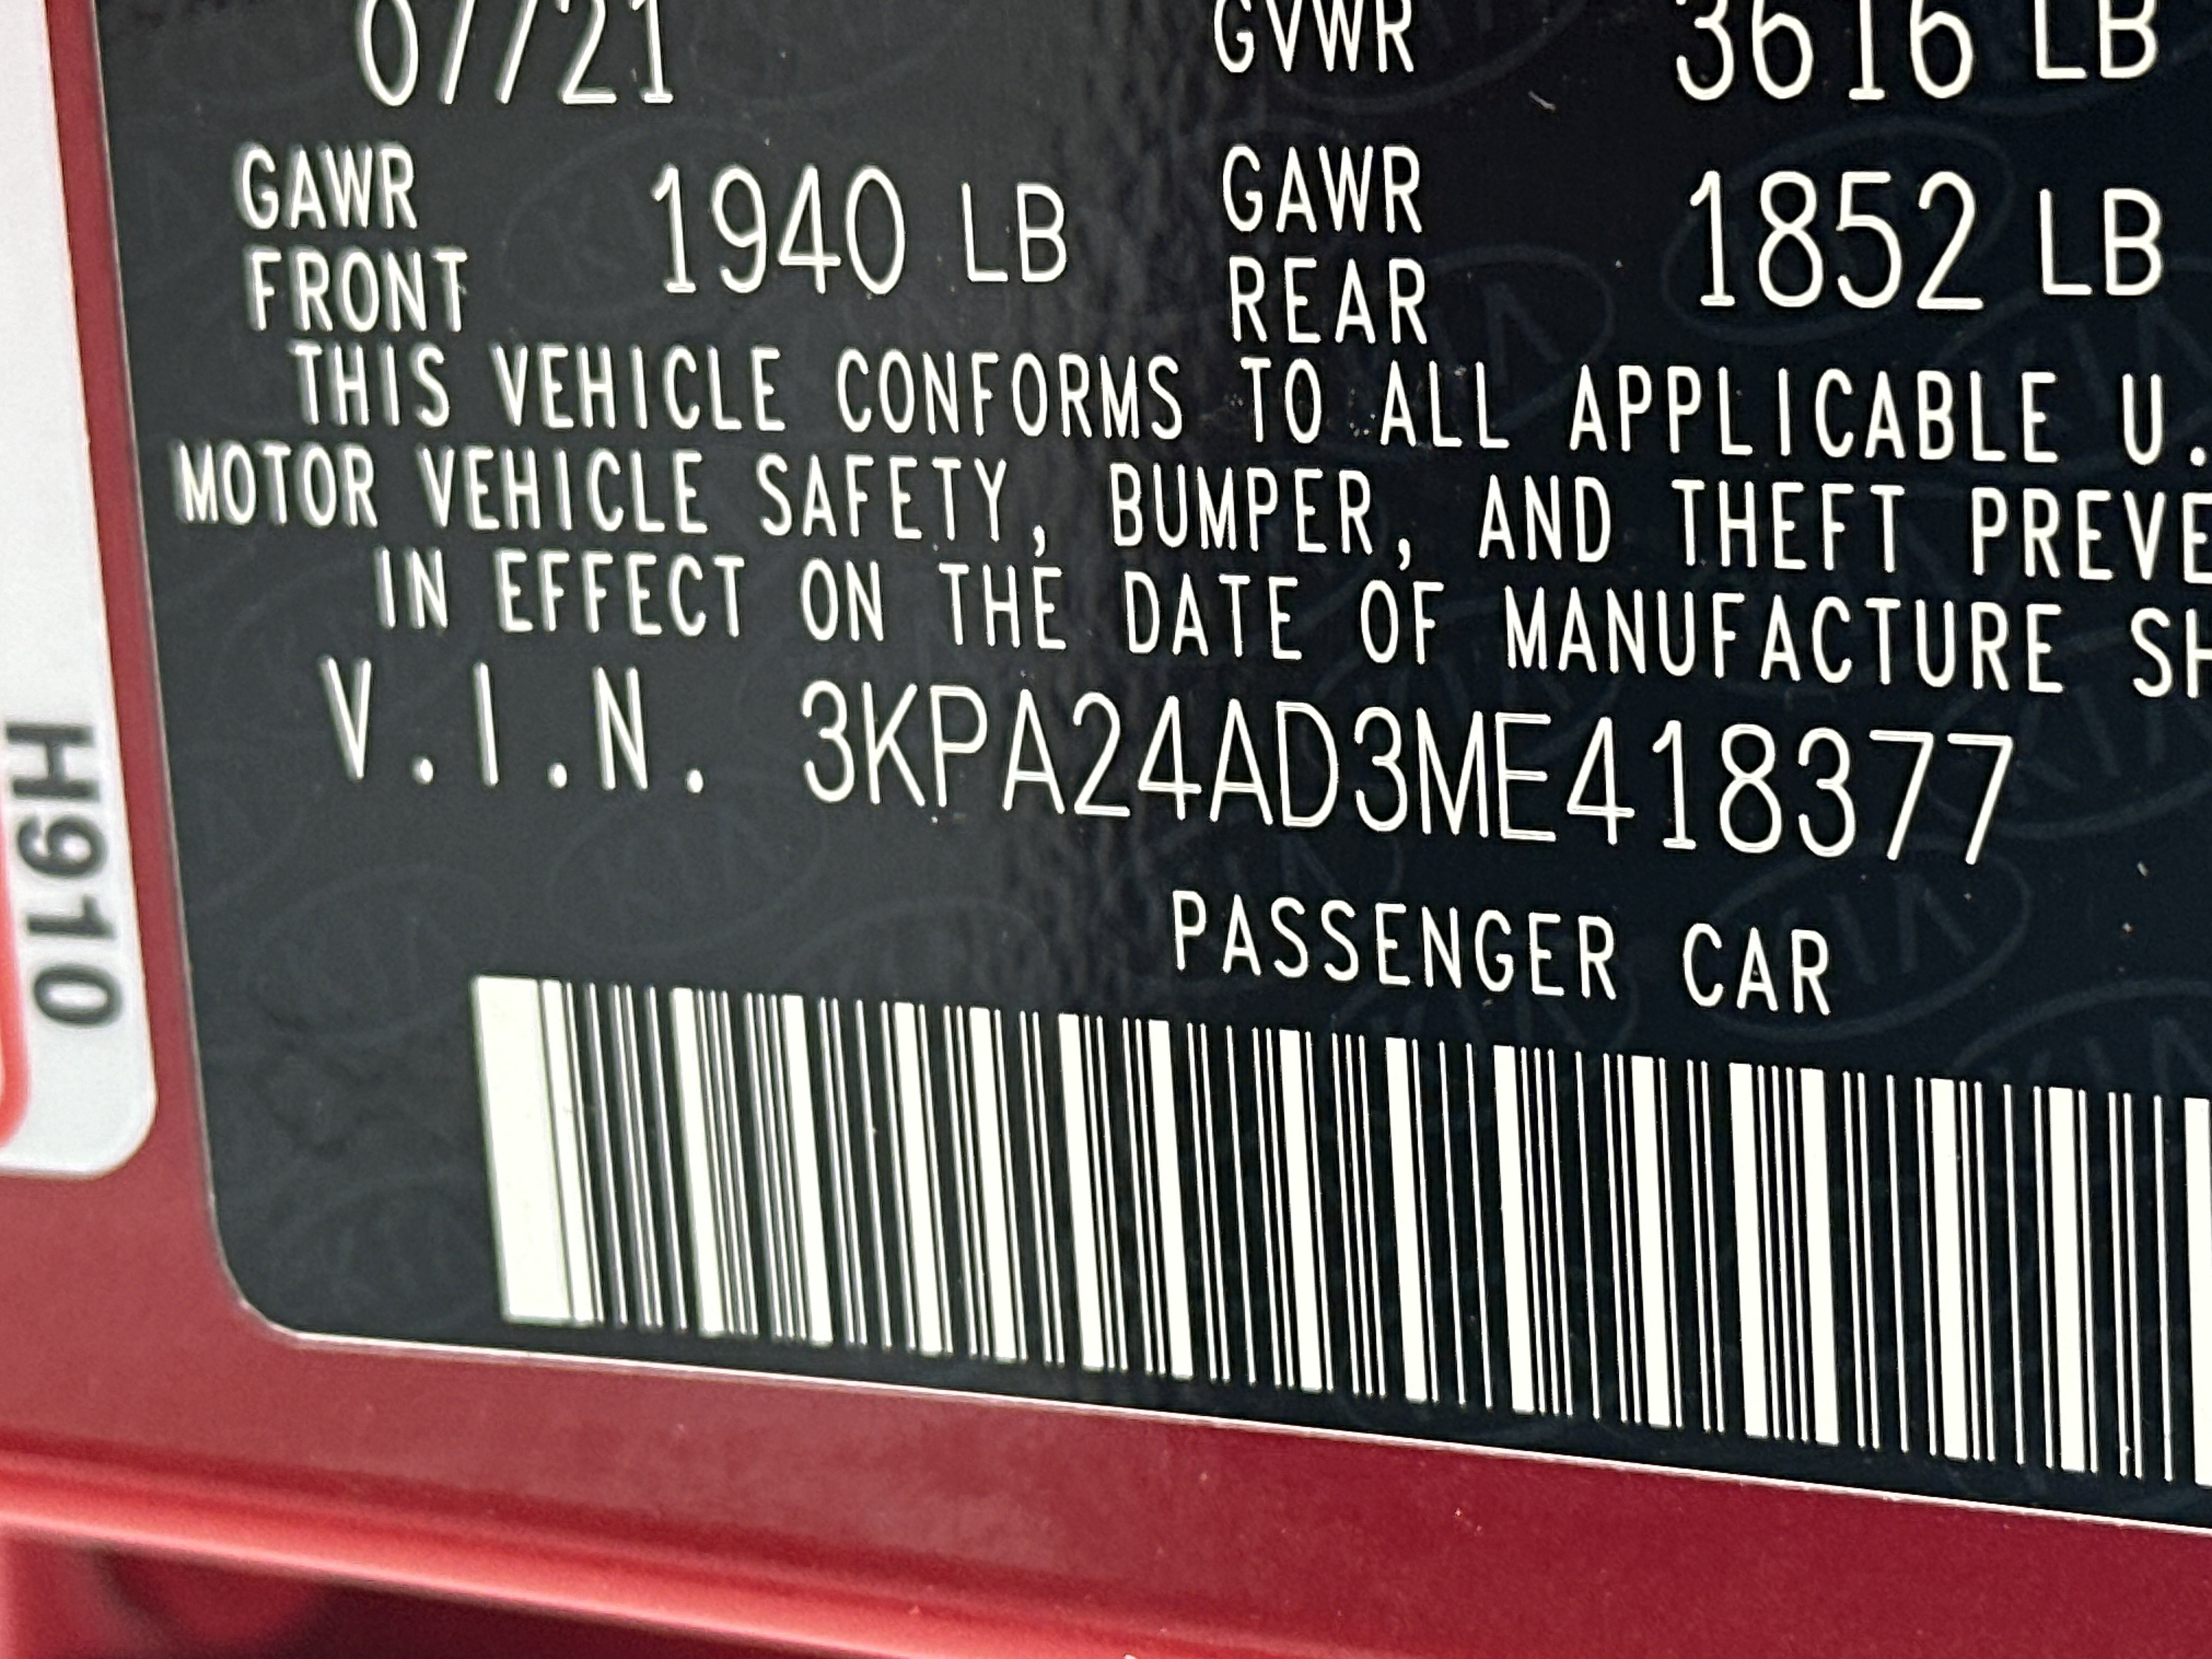 07/21 GVWR 3616 LB
GAWR FRONT 1940 LB GAWR REAR 1852 LB
THIS VEHICLE CONFORMS TO ALL APPLICABLE U.
MOTOR VEHICLE SAFETY, BUMPER, AND THEFT PREVE
IN EFFECT ON THE DATE OF MANUFACTURE SH
V.I.N. 3KPA24AD3ME418377
PASSENGER CAR
H910